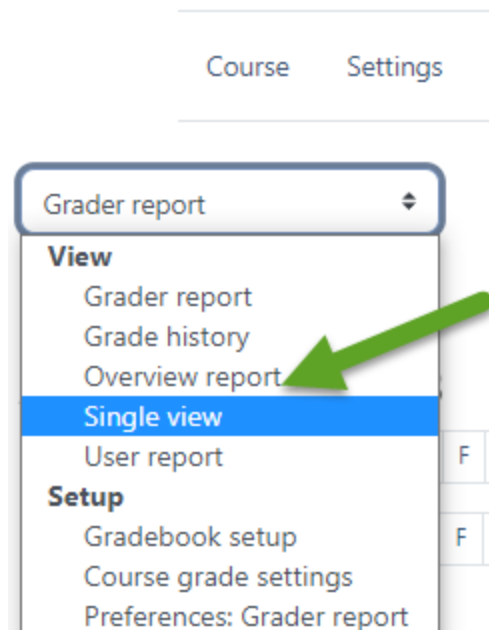 Course Settings
Grader report
View
Grader report
Grade history
Overview report
Single view
User report
F
Setup
Gradebook setup
F
Course grade settings
Preferences: Grader report